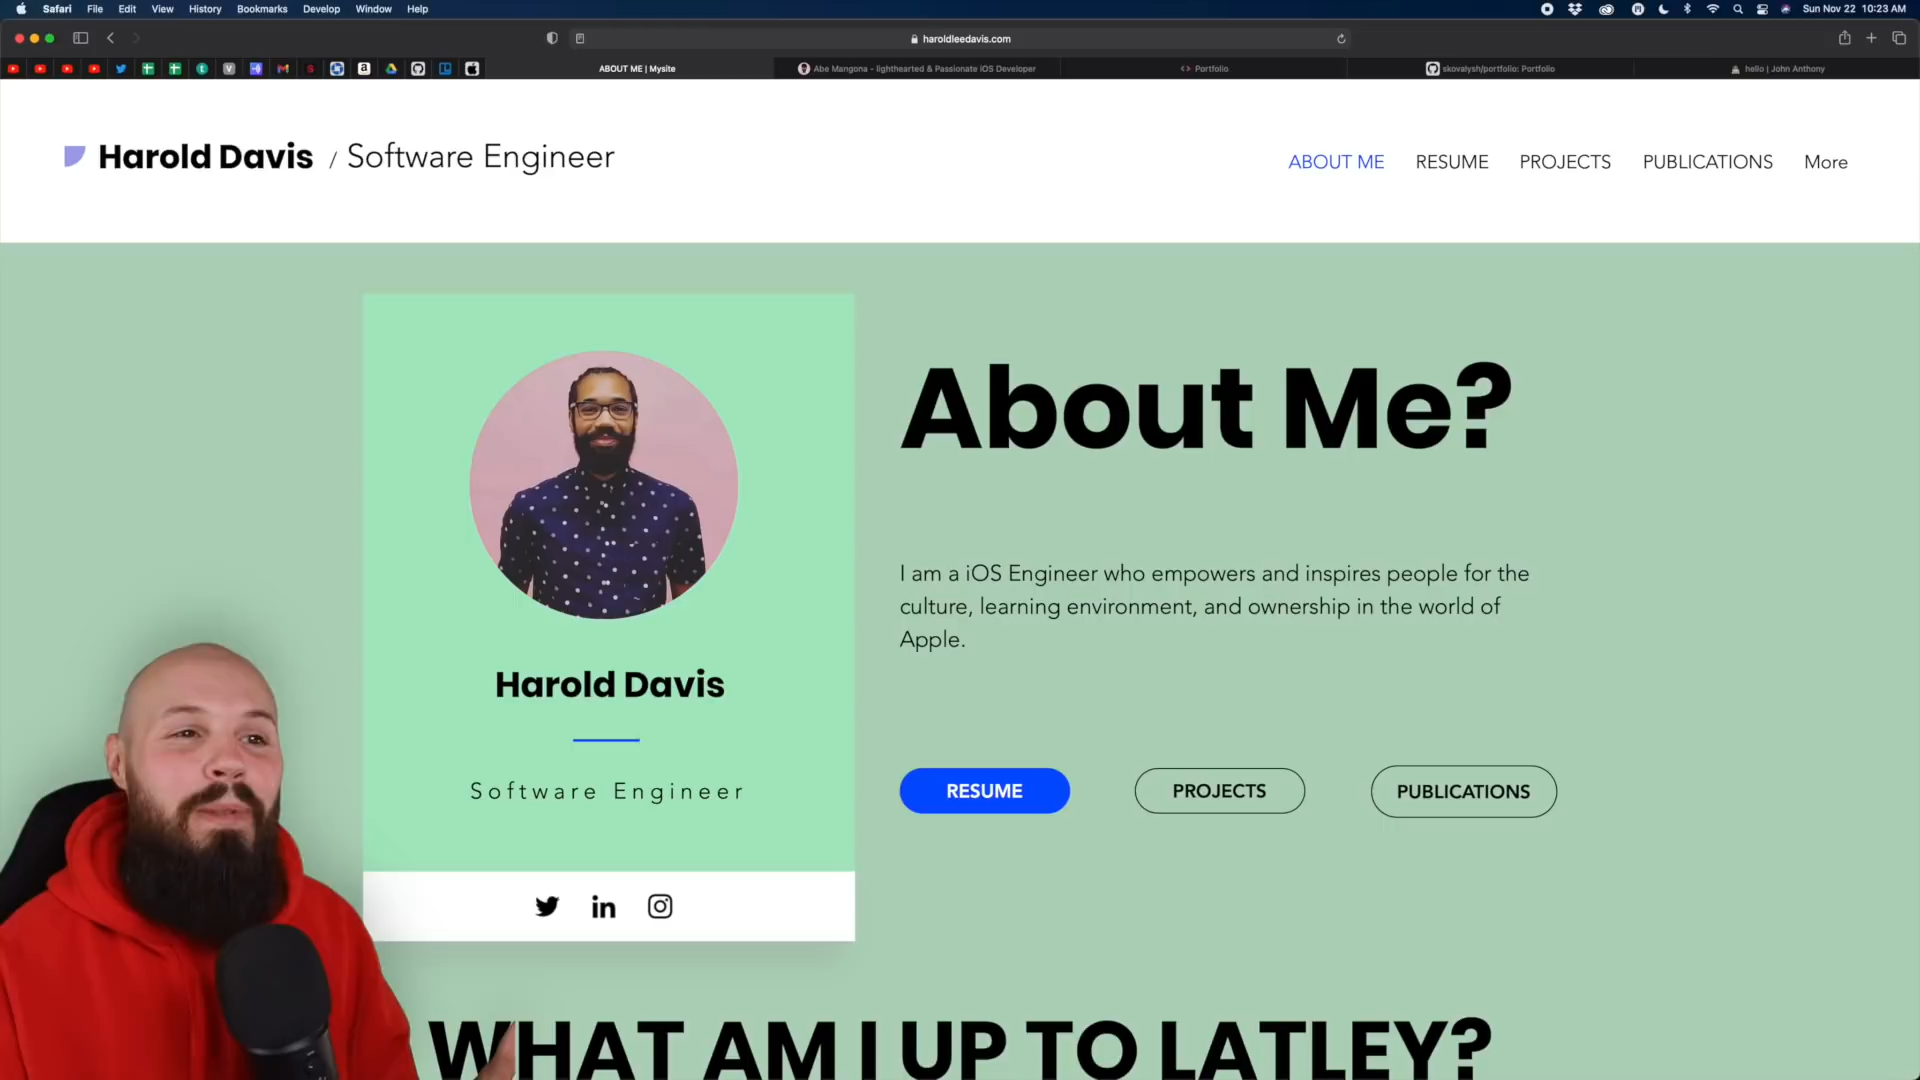 Safari File Edit View History Bookmarks Develop Window Help Sun Nov 22 10:23 AM
haroldleedavis.com
ABOUT ME | Mysite Abe Mangona - lighthearted & Passionate iOS Developer <> Portfolio skovalysh/portfolio: Portfolio hello | John Anthony
Harold Davis / Software Engineer
ABOUT ME RESUME PROJECTS PUBLICATIONS More
About Me?
I am a iOS Engineer who empowers and inspires people for the
culture, learning environment, and ownership in the world of
Apple.
Harold Davis
Software Engineer
RESUME PROJECTS PUBLICATIONS
WHAT AM I UP TO LATLEY?